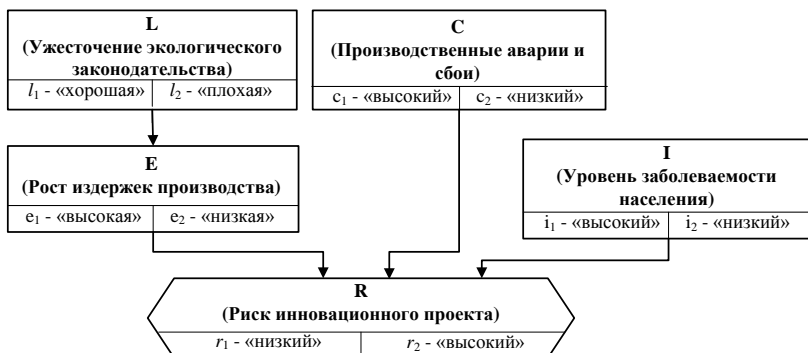 L
(Ужесточение экологического
законодательства)
l₁ - «хорошая» l₂ - «плохая»
C
(Производственные аварии и
сбои)
c₁ - «высокий» c₂ - «низкий»
E
(Рост издержек производства)
e₁ - «высокая» e₂ - «низкая»
I
(Уровень заболеваемости
населения)
i₁ - «высокий» i₂ - «низкий»
R
(Риск инновационного проекта)
r₁ - «низкий» r₂ - «высокий»